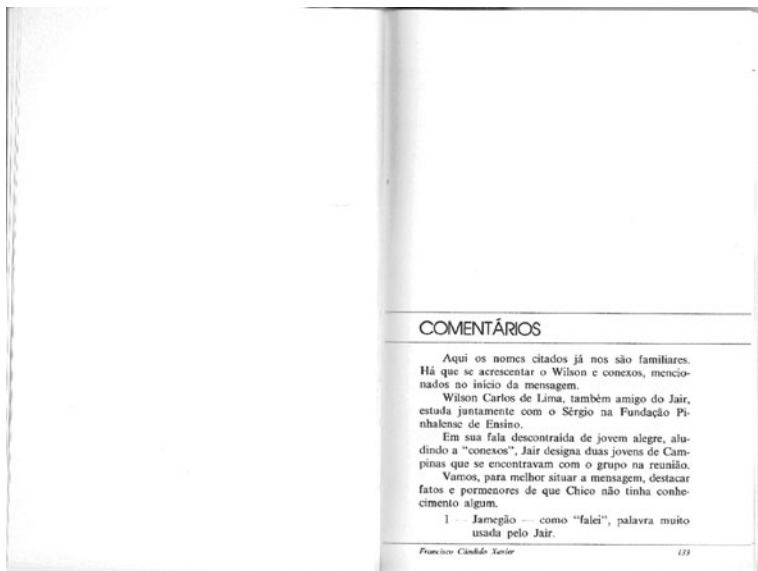 COMENTÁRIOS
Aqui os nomes citados já nos são familiares.
Há que se acrescentar o Wilson e conexos, mencio-
nados no início da mensagem.
Wilson Carlos de Lima, também amigo do Jair,
estuda juntamente com o Sérgio na Fundação Pi-
nhalense de Ensino.
Em sua fala descontraída de jovem alegre, alu-
dindo a "conexos", Jair designa duas jovens de Cam-
pinas que se encontravam com o grupo na reunião.
Vamos, para melhor situar a mensagem, destacar
fatos e pormenores de que Chico não tinha conhe-
cimento algum.
1 — Jamegão — como "falei", palavra muito
usada pelo Jair.
Francisco Cândido Xavier 133